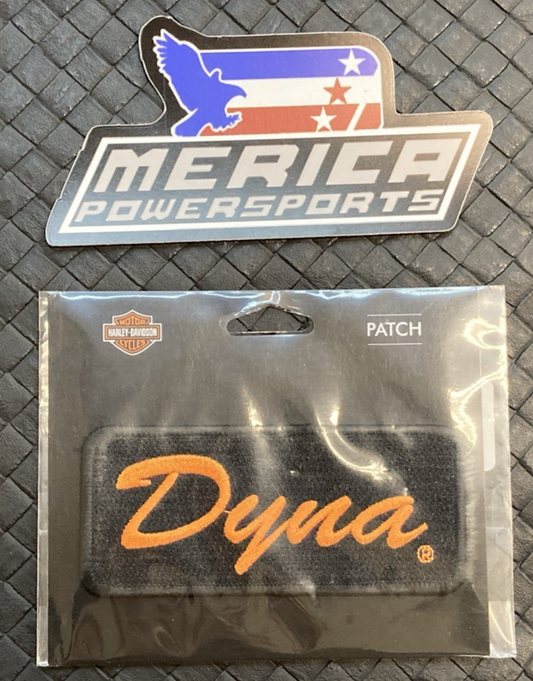 MERICA
POWERSPORTS
MOTOR
HARLEY-DAVIDSON
CYCLES
PATCH
Dyna
®